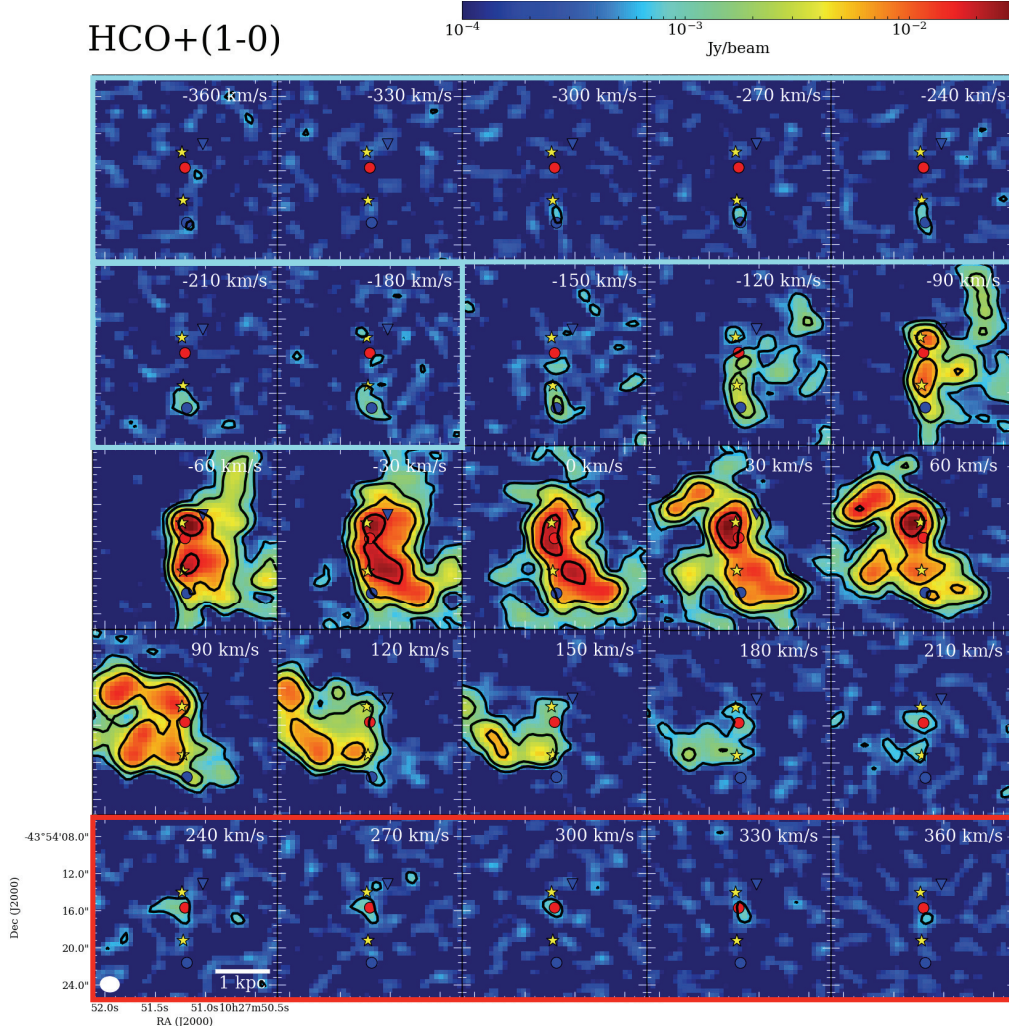 HCO+(1-0)
10⁻⁴ 10⁻³ 10⁻²
Jy/beam
-360 km/s -330 km/s -300 km/s -270 km/s -240 km/s
-210 km/s -180 km/s -150 km/s -120 km/s -90 km/s
-60 km/s -30 km/s 0 km/s 30 km/s 60 km/s
90 km/s 120 km/s 150 km/s 180 km/s 210 km/s
240 km/s 270 km/s 300 km/s 330 km/s 360 km/s
-43°54'08.0"
12.0"
16.0"
20.0"
24.0"
Dec (J2000)
1 kpc
52.0s 51.5s 51.0s10h27m50.5s
RA (J2000)